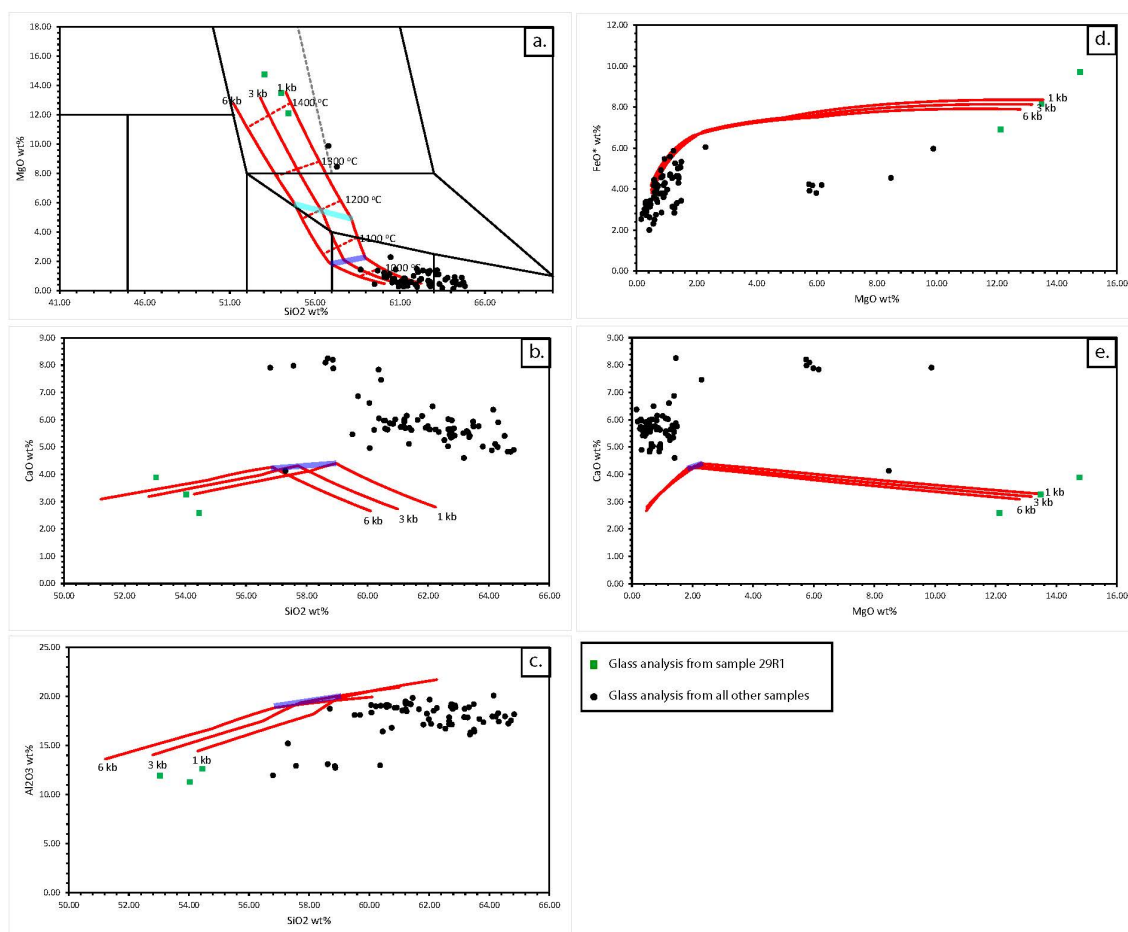 a.
18.00
16.00
14.00
12.00
10.00
8.00
6.00
4.00
2.00
0.00
MgO wt%
6 kb
3 kb
1 kb
1400 °C
1300 °C
1200 °C
1100 °C
1000 °C
41.00 46.00 51.00 56.00 61.00 66.00
SiO2 wt%
d.
12.00
10.00
8.00
6.00
4.00
2.00
0.00
FeO* wt%
1 kb
3 kb
6 kb
0.00 2.00 4.00 6.00 8.00 10.00 12.00 14.00 16.00
MgO wt%
b.
9.00
8.00
7.00
6.00
5.00
4.00
3.00
2.00
1.00
0.00
CaO wt%
6 kb
3 kb
1 kb
50.00 52.00 54.00 56.00 58.00 60.00 62.00 64.00 66.00
SiO2 wt%
e.
9.00
8.00
7.00
6.00
5.00
4.00
3.00
2.00
1.00
0.00
CaO wt%
1 kb
3 kb
6 kb
0.00 2.00 4.00 6.00 8.00 10.00 12.00 14.00 16.00
MgO wt%
c.
25.00
20.00
15.00
10.00
5.00
0.00
Al2O3 wt%
6 kb
3 kb
1 kb
50.00 52.00 54.00 56.00 58.00 60.00 62.00 64.00 66.00
SiO2 wt%
Glass analysis from sample 29R1
Glass analysis from all other samples